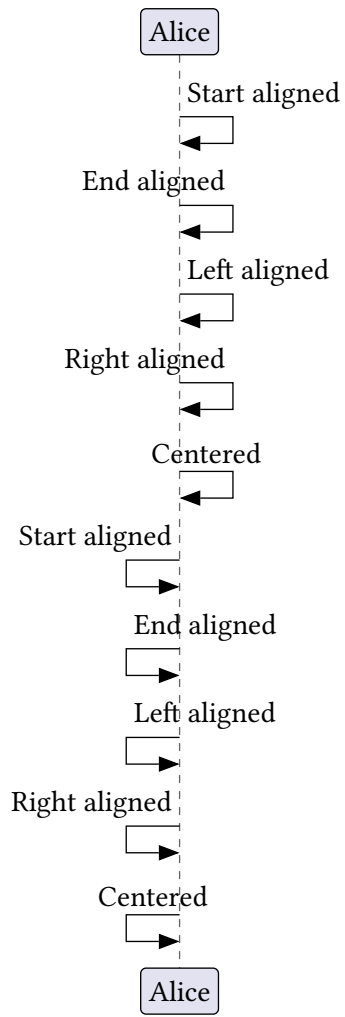 Alice
Start aligned
End aligned
Left aligned
Right aligned
Centered
Start aligned
End aligned
Left aligned
Right aligned
Centered
Alice